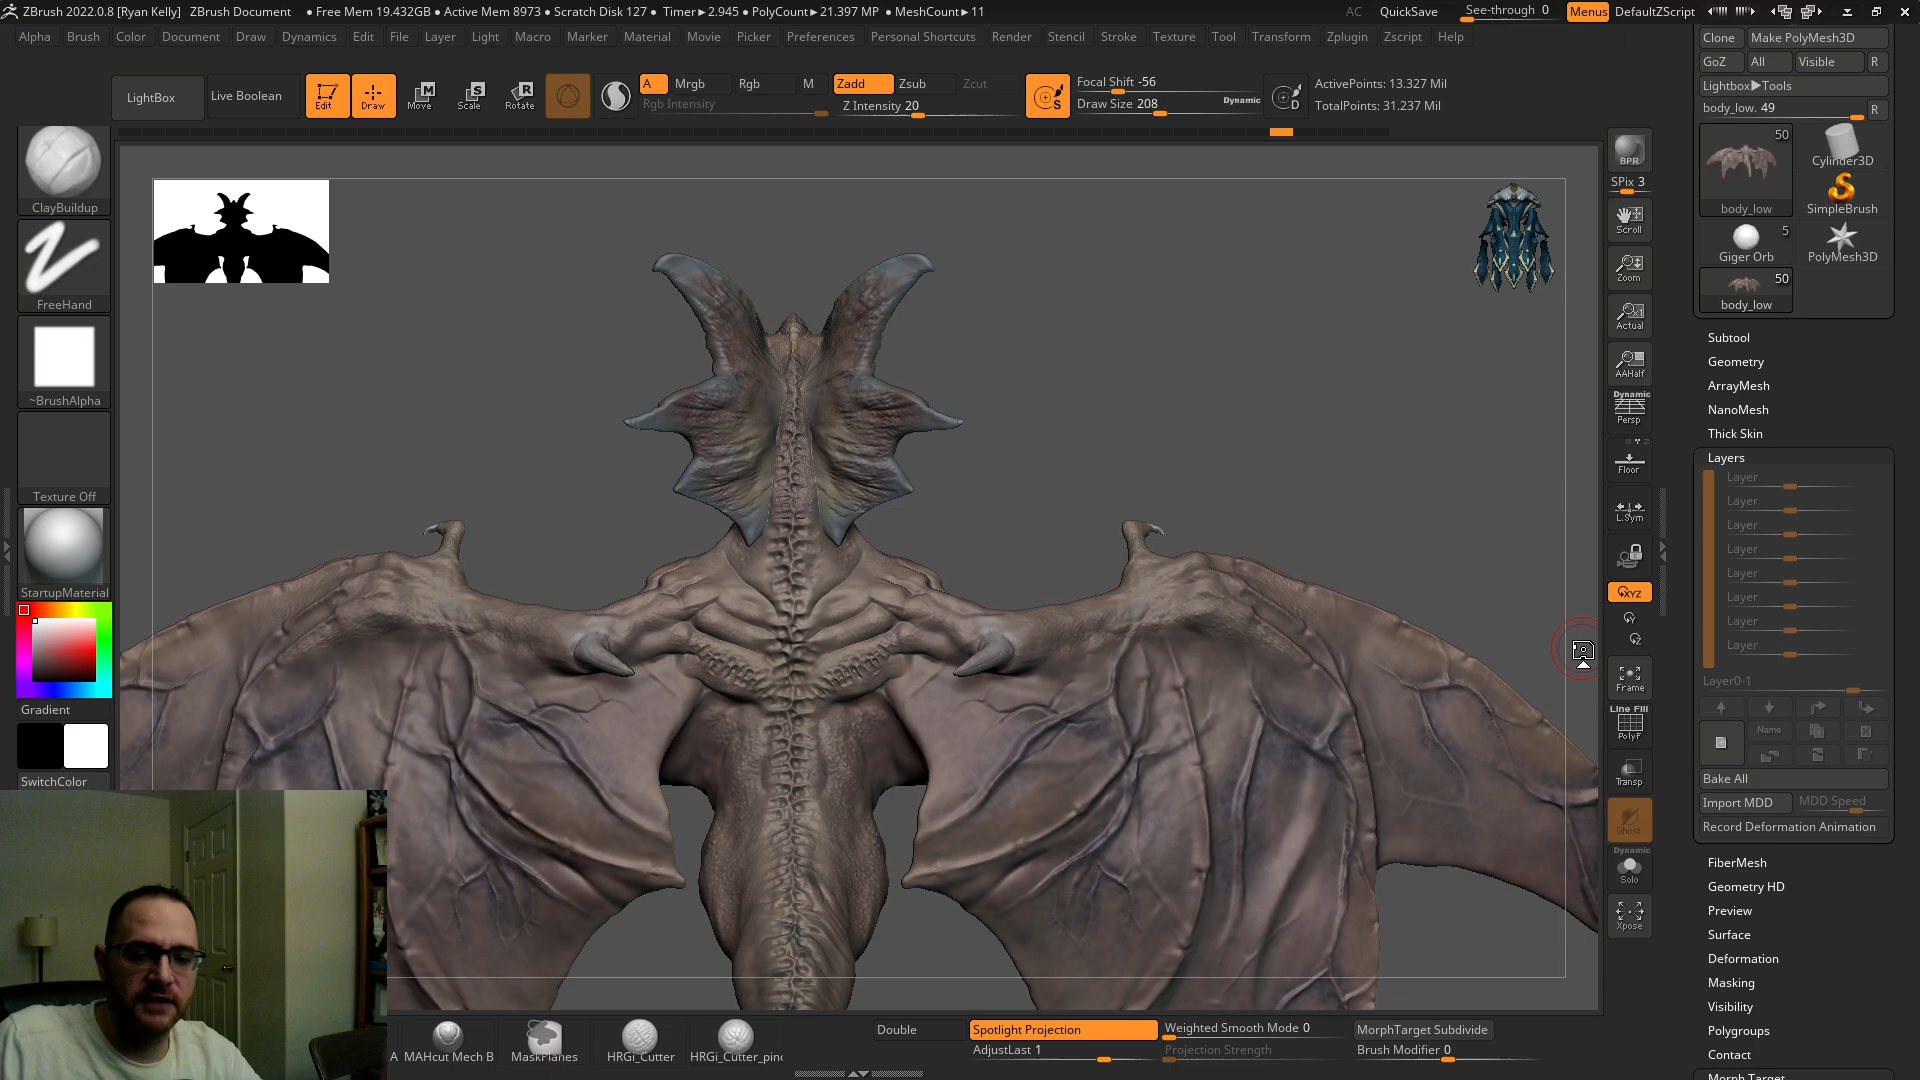 ZBrush 2022.0.8 [Ryan Kelly] ZBrush Document ● Free Mem 19.432GB ● Active Mem 8973 ● Scratch Disk 127 ● Timer►2.945 ● PolyCount►21.397 MP ● MeshCount►11 AC QuickSave See-through 0 Menus DefaultZScript
Alpha Brush Color Document Draw Dynamics Edit File Layer Light Macro Marker Material Movie Picker Preferences Personal Shortcuts Render Stencil Stroke Texture Tool Transform Zplugin Zscript Help
Clone Make PolyMesh3D
GoZ All Visible R
Lightbox►Tools
body_low. 49 R
LightBox Live Boolean Edit Draw Move Scale Rotate A Mrgb Rgb M Zadd Zsub Zcut Focal Shift -56 ActivePoints: 13.327 Mil
Rgb Intensity Z Intensity 20 S Draw Size 208 Dynamic D TotalPoints: 31.237 Mil
50 Cylinder3D
body_low SimpleBrush
5
Giger Orb PolyMesh3D
50
body_low
ClayBuildup
FreeHand
~BrushAlpha
Texture Off
StartupMaterial
Gradient
SwitchColor
BPR
SPix 3
Scroll
Zoom
Actual
AAHalf
Dynamic
Persp
Floor
L.Sym
XYZ
Y
Z
Frame
Line Fill
PolyF
Transp
Ghost
Dynamic
Solo
Xpose
Subtool
Geometry
ArrayMesh
NanoMesh
Thick Skin
Layers
Layer
Layer
Layer
Layer
Layer
Layer
Layer
Layer
Layer0-1
Name
Bake All
Import MDD MDD Speed
Record Deformation Animation
FiberMesh
Geometry HD
Preview
Surface
Deformation
Masking
Visibility
Polygroups
Contact
Morph Target
A MAHcut Mech B MaskPlanes HRGi_Cutter HRGi_Cutter_pinc
Double Spotlight Projection Weighted Smooth Mode 0 MorphTarget Subdivide
AdjustLast 1 Projection Strength Brush Modifier 0